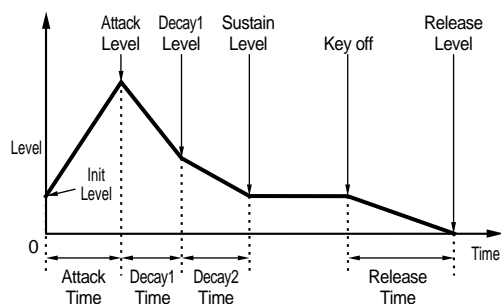 Attack
Level
Decay1
Level
Sustain
Level
Key off
Release
Level
Level
Init
Level
0
Time
Attack
Time
Decay1
Time
Decay2
Time
Release
Time